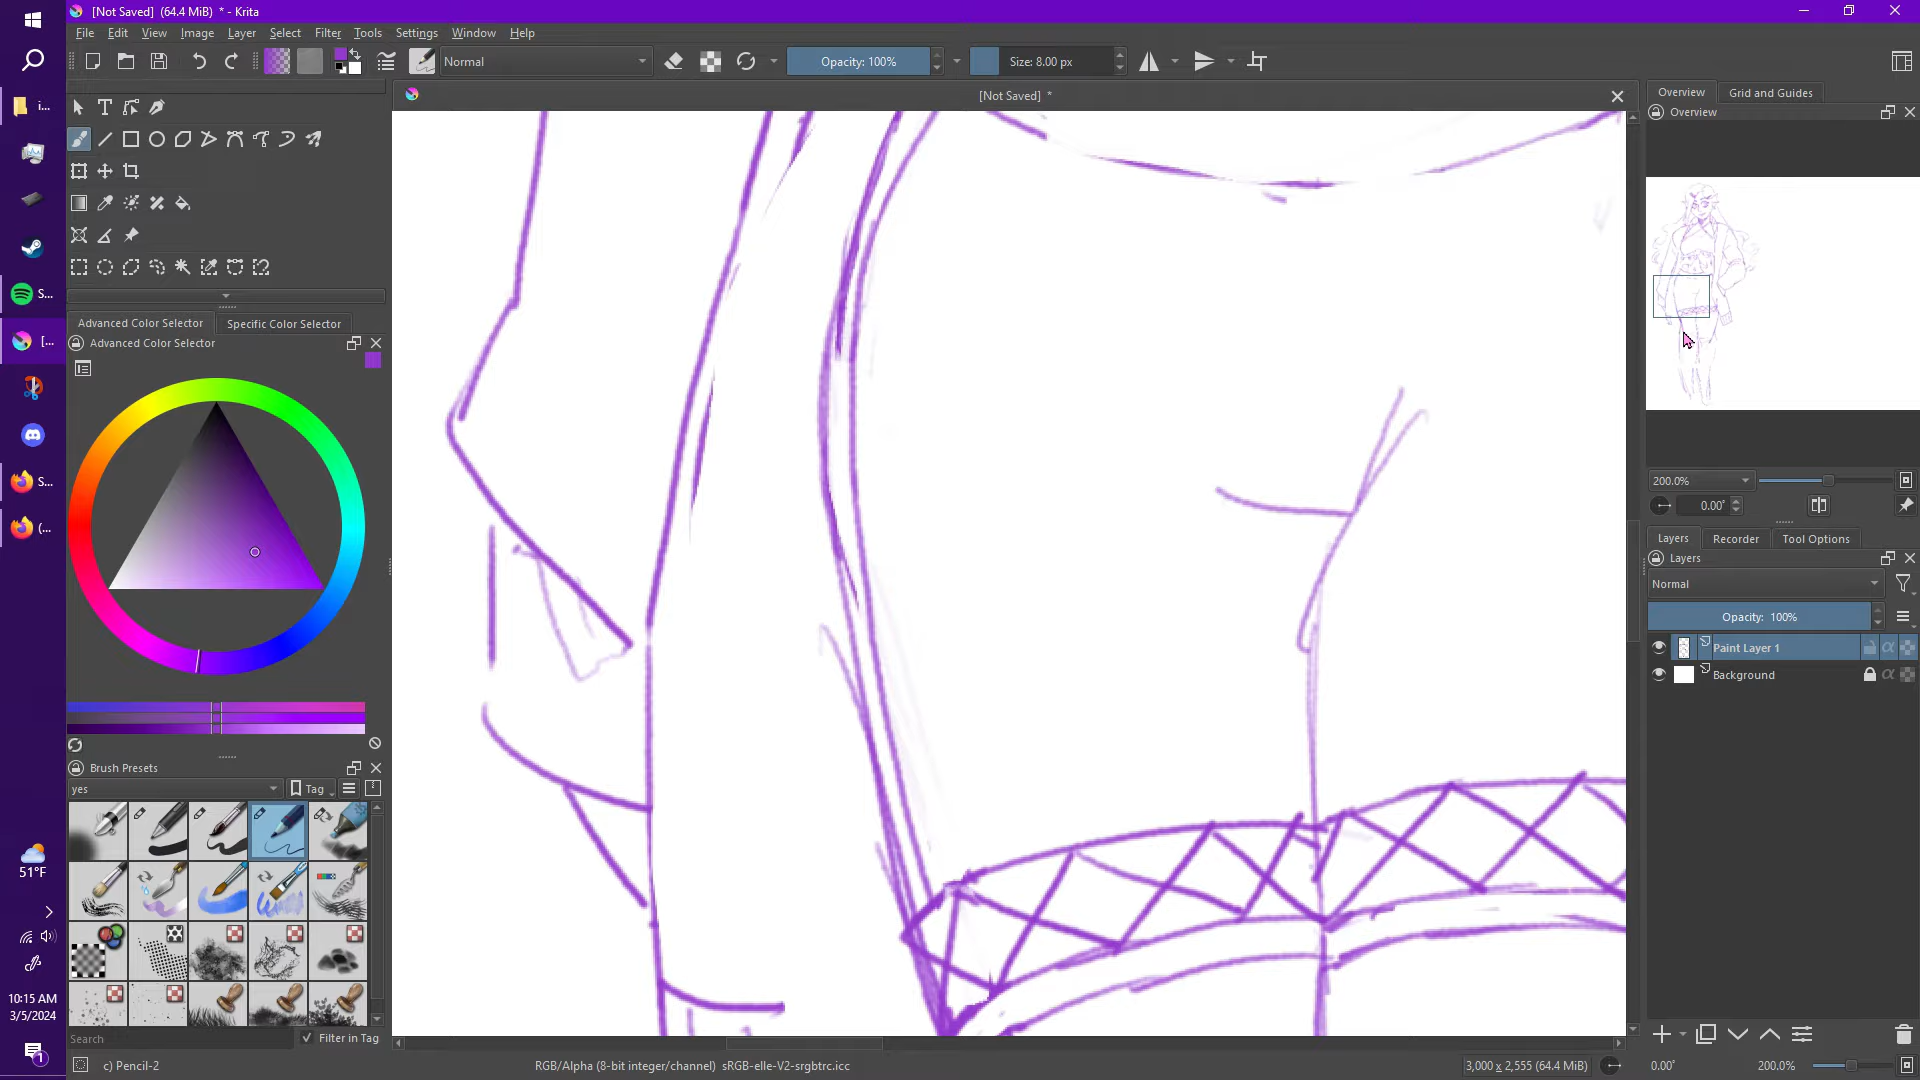 [Not Saved]  (64.4 MiB)  * - Krita
File Edit View Image Layer Select Filter Tools Settings Window Help
Normal
Opacity: 100%
Size: 8.00 px
[Not Saved]  *
Overview
Grid and Guides
Overview
i...
S...
[...
S...
(...
Advanced Color Selector
Specific Color Selector
Advanced Color Selector
200.0%
0.00°
Layers
Recorder
Tool Options
Layers
Normal
Opacity:  100%
Paint Layer 1
Background
Brush Presets
yes
Tag
51°F
10:15 AM
3/5/2024
1
Search
Filter in Tag
c) Pencil-2
RGB/Alpha (8-bit integer/channel)  sRGB-elle-V2-srgbtrc.icc
3,000 x 2,555 (64.4 MiB)
0.00°
200.0%